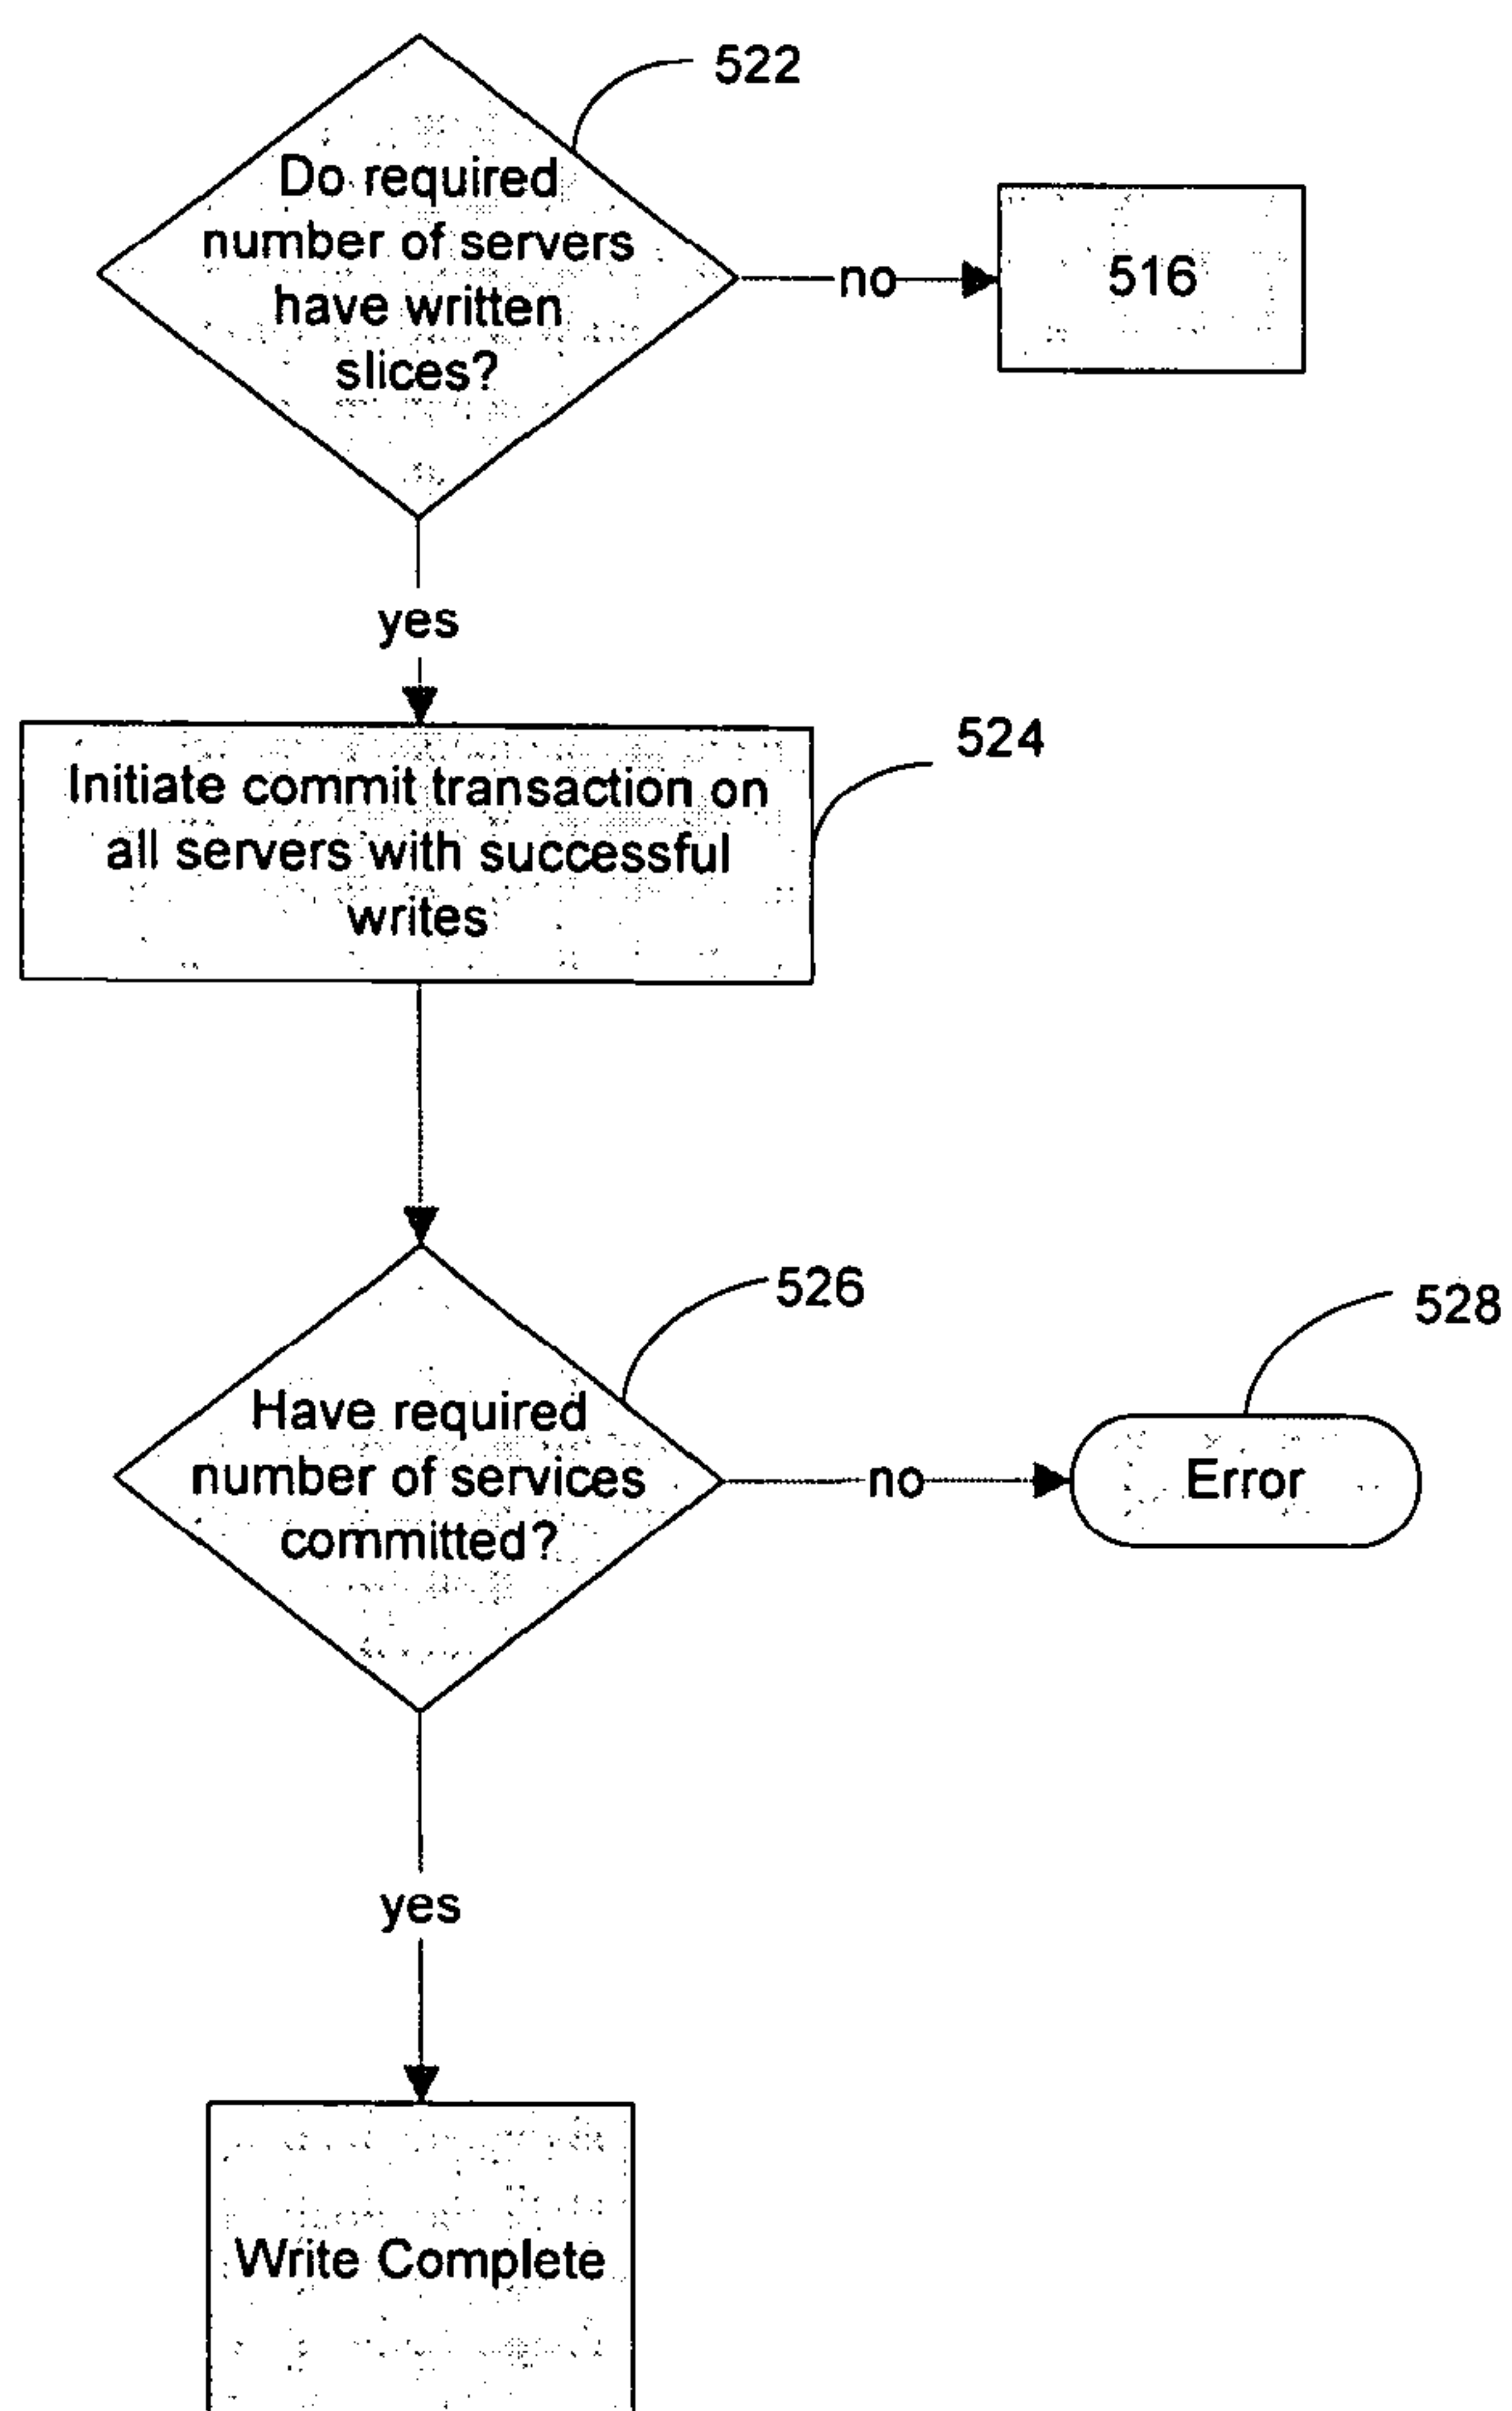 522
Do required
number of servers
have written
slices?
no
516
yes
524
Initiate commit transaction on
all servers with successful
writes
526
528
Have required
number of services
committed?
no
Error
yes
Write Complete